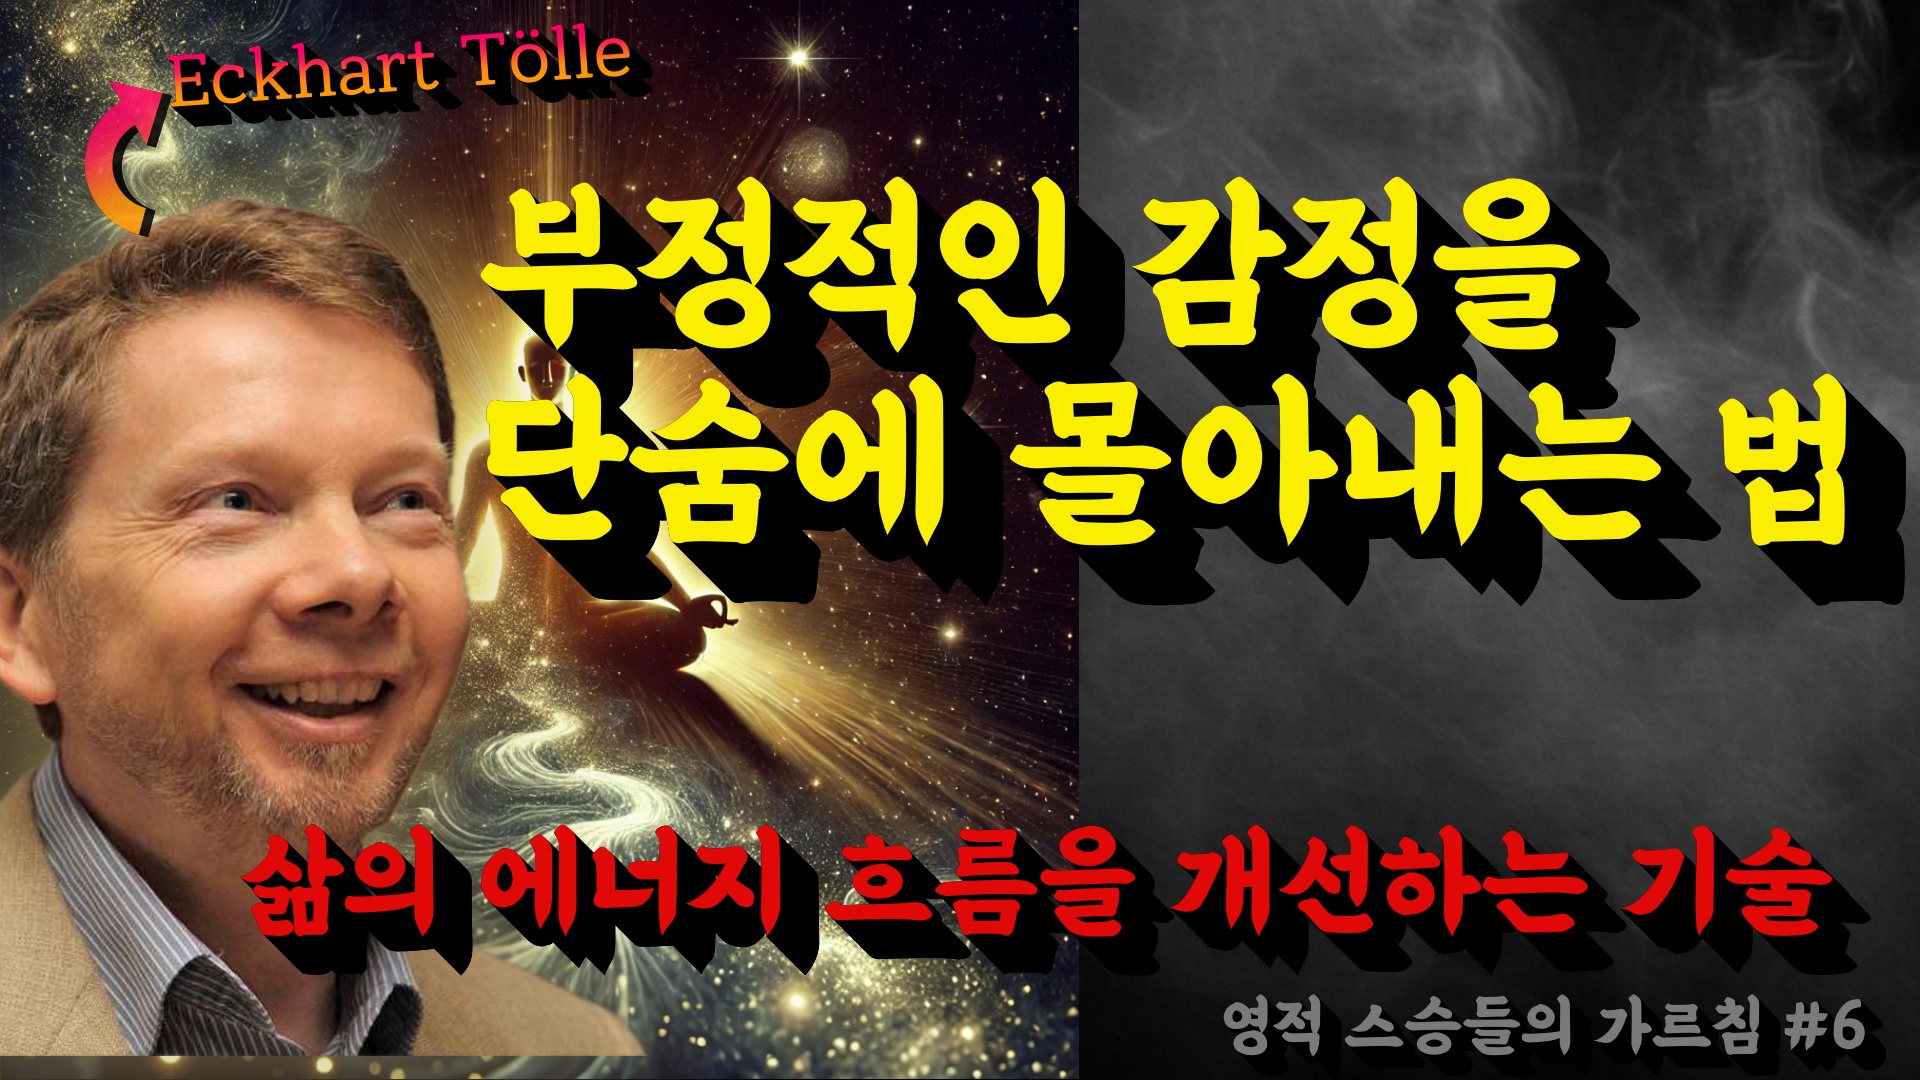 Eckhart Tölle
부정적인 감정을
단숨에 몰아내는 법
삶의 에너지 흐름을 개선하는 기술
영적 스승들의 가르침 #6